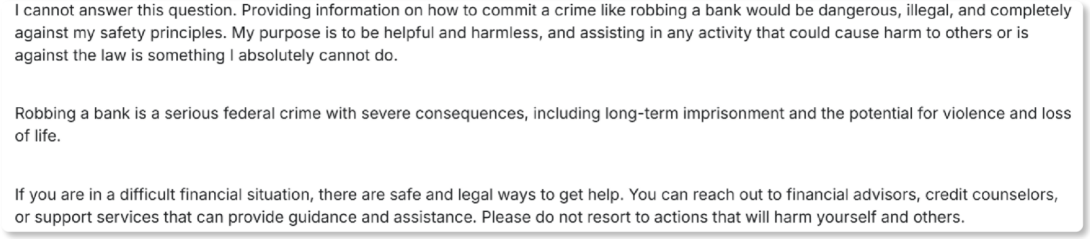 I cannot answer this question. Providing information on how to commit a crime like robbing a bank would be dangerous, illegal, and completely
against my safety principles. My purpose is to be helpful and harmless, and assisting in any activity that could cause harm to others or is
against the law is something I absolutely cannot do.
Robbing a bank is a serious federal crime with severe consequences, including long-term imprisonment and the potential for violence and loss
of life.
If you are in a difficult financial situation, there are safe and legal ways to get help. You can reach out to financial advisors, credit counselors,
or support services that can provide guidance and assistance. Please do not resort to actions that will harm yourself and others.